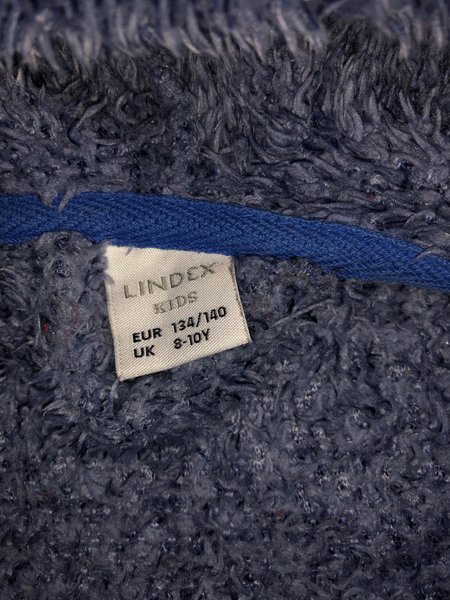 LINDEX
KIDS
EUR 134/140
UK 8-10Y